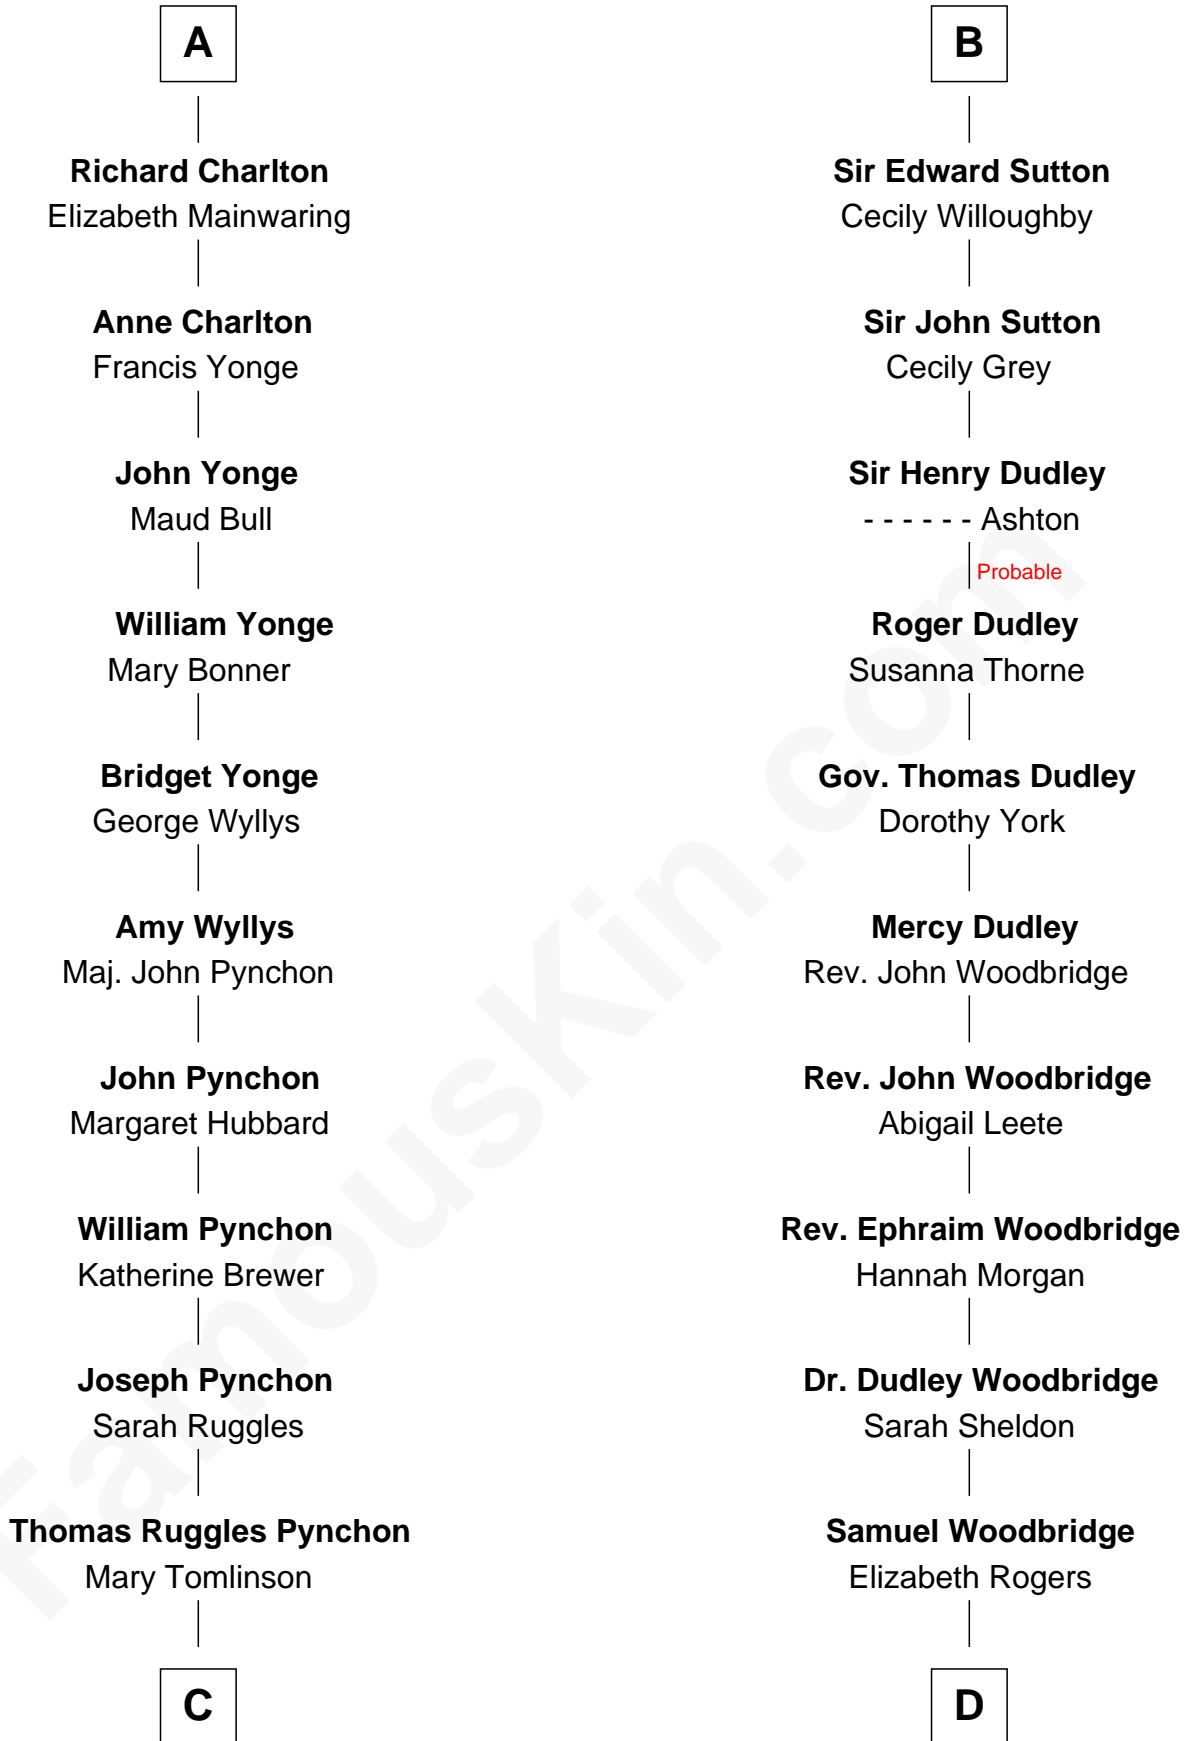 A
Richard Charlton
Elizabeth Mainwaring
Anne Charlton
Francis Yonge
John Yonge
Maud Bull
William Yonge
Mary Bonner
Bridget Yonge
George Wyllys
Amy Wyllys
Maj. John Pynchon
John Pynchon
Margaret Hubbard
William Pynchon
Katherine Brewer
Joseph Pynchon
Sarah Ruggles
Thomas Ruggles Pynchon
Mary Tomlinson
C
B
Sir Edward Sutton
Cecily Willoughby
Sir John Sutton
Cecily Grey
Sir Henry Dudley
- - - - - - Ashton
Probable
Roger Dudley
Susanna Thorne
Gov. Thomas Dudley
Dorothy York
Mercy Dudley
Rev. John Woodbridge
Rev. John Woodbridge
Abigail Leete
Rev. Ephraim Woodbridge
Hannah Morgan
Dr. Dudley Woodbridge
Sarah Sheldon
Samuel Woodbridge
Elizabeth Rogers
D
FamousKin.com